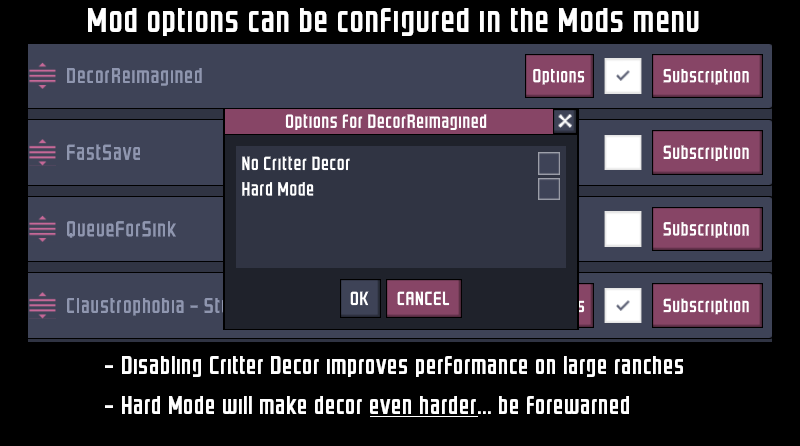 Mod options can be configured in the Mods menu
DecorReimagined
Options
Subscription
Options For DecorReimagined
FastSave
Subscription
No Critter Decor
Hard Mode
QueueForSink
Subscription
Claustrophobia - St
s
Subscription
OK
CANCEL
- Disabling Critter Decor improves performance on large ranches
- Hard Mode will make decor even harder... be Forewarned